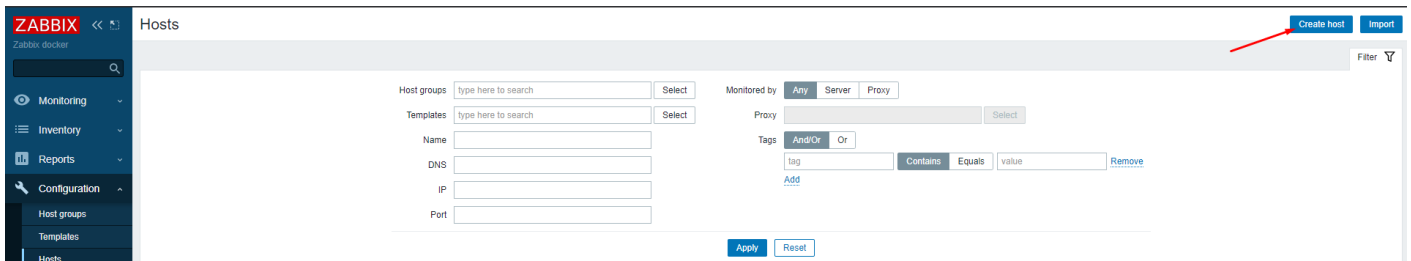 ZABBIX Hosts Create host Import
Zabbix docker
Filter
Host groups type here to search Select Monitored by Any Server Proxy
Monitoring
Templates type here to search Select Proxy Select
Inventory
Name Tags And/Or Or
Reports
DNS tag Contains Equals value Remove
Configuration
IP Add
Host groups
Port
Templates
Apply Reset
Hosts